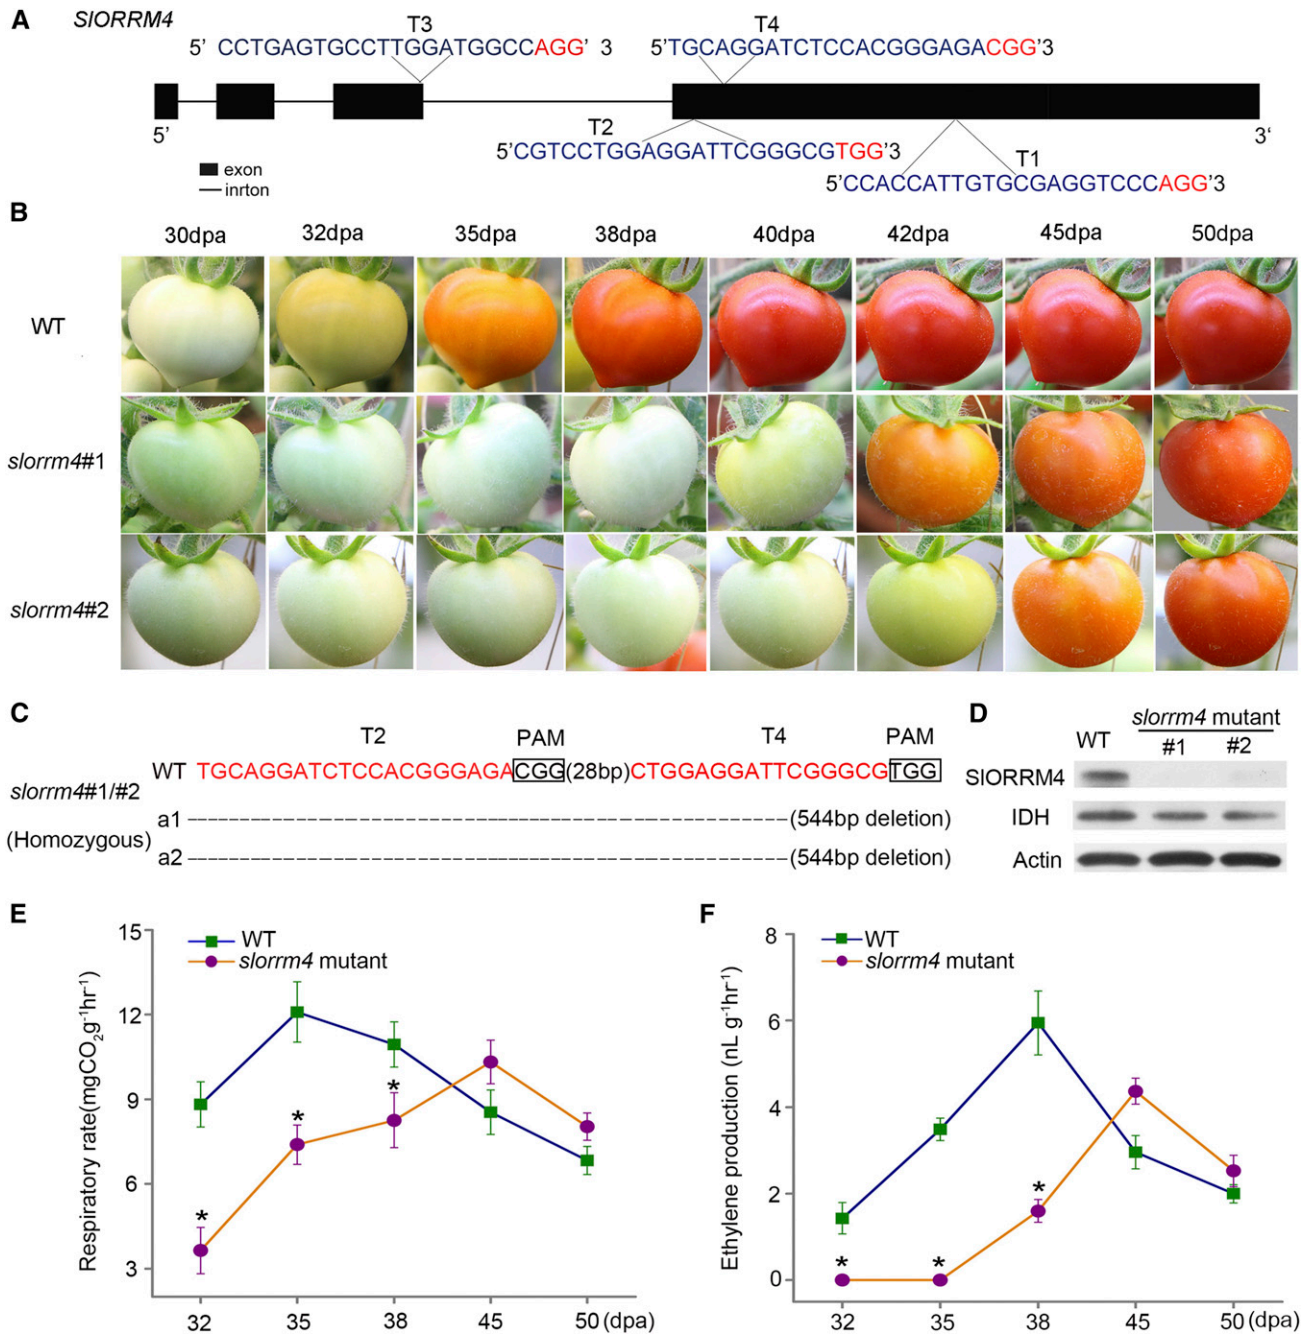 A
SlORRM4
T3
T4
5' CCTGAGTGCCTTGGATGGCCAGG' 3
5'TGCAGGATCTCCACGGGAGACGG'3
5'
3'
T2
5'CGTCCTGGAGGATTCGGGCGTGG'3
T1
5'CCACCATTGTGCGAGGTCCCAGG'3
exon
inrton
B
30dpa 32dpa 35dpa 38dpa 40dpa 42dpa 45dpa 50dpa
WT
slorrm4#1
slorrm4#2
C
T2 PAM T4 PAM
WT TGCAGGATCTCCACGGGAGACGG(28bp)CTGGAGGATTCGGGCGTGG
slorrm4#1/#2
(Homozygous)
a1 (544bp deletion)
a2 (544bp deletion)
D
slorrm4 mutant
WT #1 #2
SlORRM4
IDH
Actin
E
WT
slorrm4 mutant
Respiratory rate(mgCO₂g⁻¹hr⁻¹)
15
12
9
6
3
*
*
*
32 35 38 45 50 (dpa)
F
WT
slorrm4 mutant
Ethylene production (nL g⁻¹hr⁻¹)
8
6
4
2
0
*
*
*
32 35 38 45 50 (dpa)